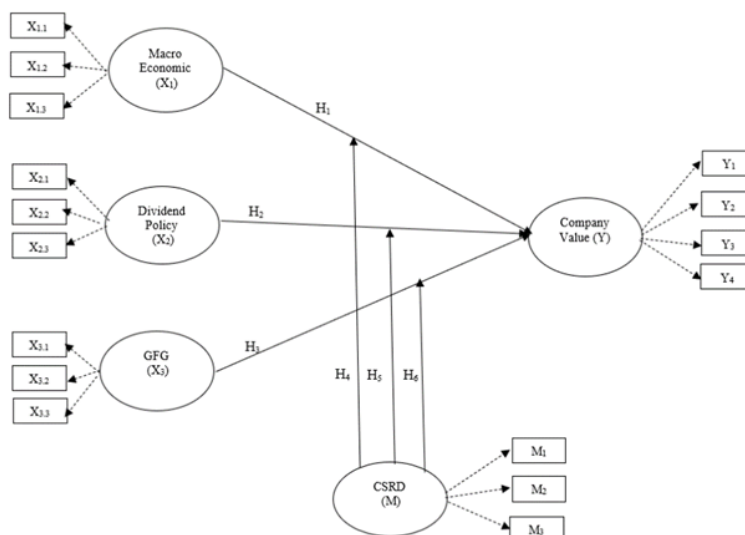 X1.1
X1.2
X1.3
Macro
Economic
(X1)
H1
X2.1
X2.2
X2.3
Dividend
Policy
(X2)
H2
Company
Value (Y)
Y1
Y2
Y3
Y4
X3.1
X3.2
X3.3
GFG
(X3)
H3
H4
H5
H6
CSRD
(M)
M1
M2
M3